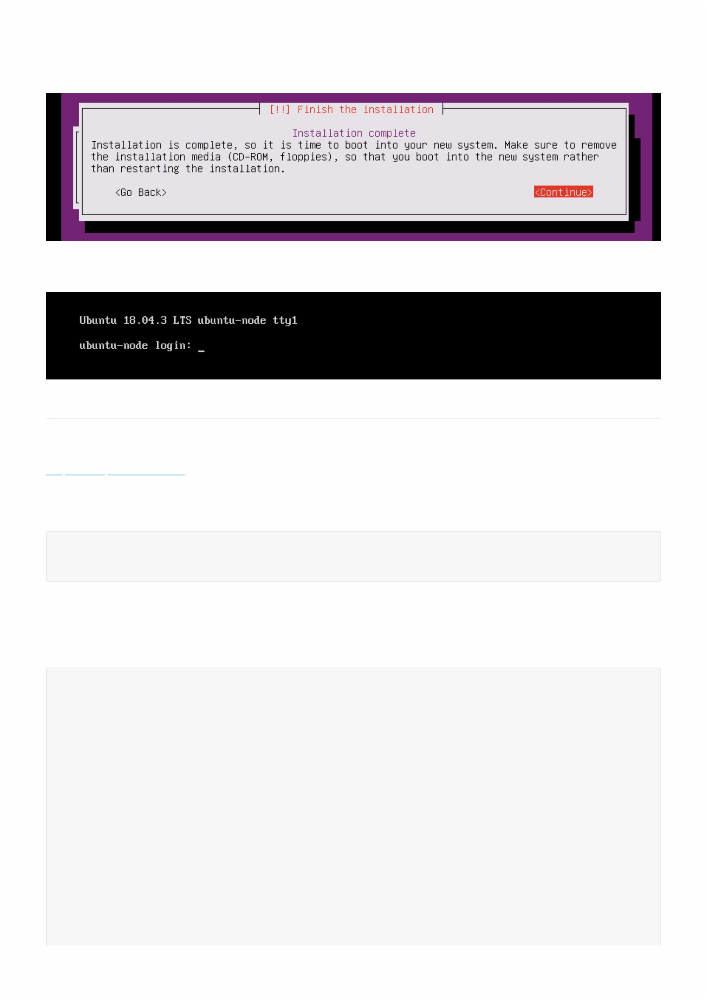 [!!] Finish the installation
Installation complete
Installation is complete, so it is time to boot into your new system. Make sure to remove
the installation media (CD-ROM, floppies), so that you boot into the new system rather
than restarting the installation.
<Go Back> <Continue>
Ubuntu 18.04.3 LTS ubuntu-node tty1
ubuntu-node login: _